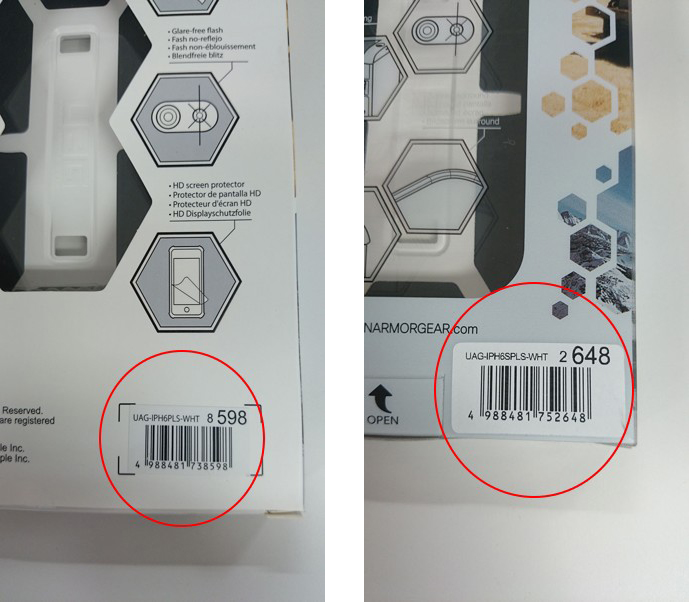 • Glare-free flash
• Fash no-reflejo
• Fash non-éblouissement
• Blendfreie blitz
• HD screen protector
• Protector de pantalla HD
• Protecteur d'écran HD
• HD Displayschutzfolie
Reserved.
are registered
le Inc.
ple Inc.
UAG-IPH6PLS-WHT 8 598
4 988481 738598
ound
NARMORGEAR.com
OPEN
UAG-IPH6SPLS-WHT 2 648
4 988481 752648